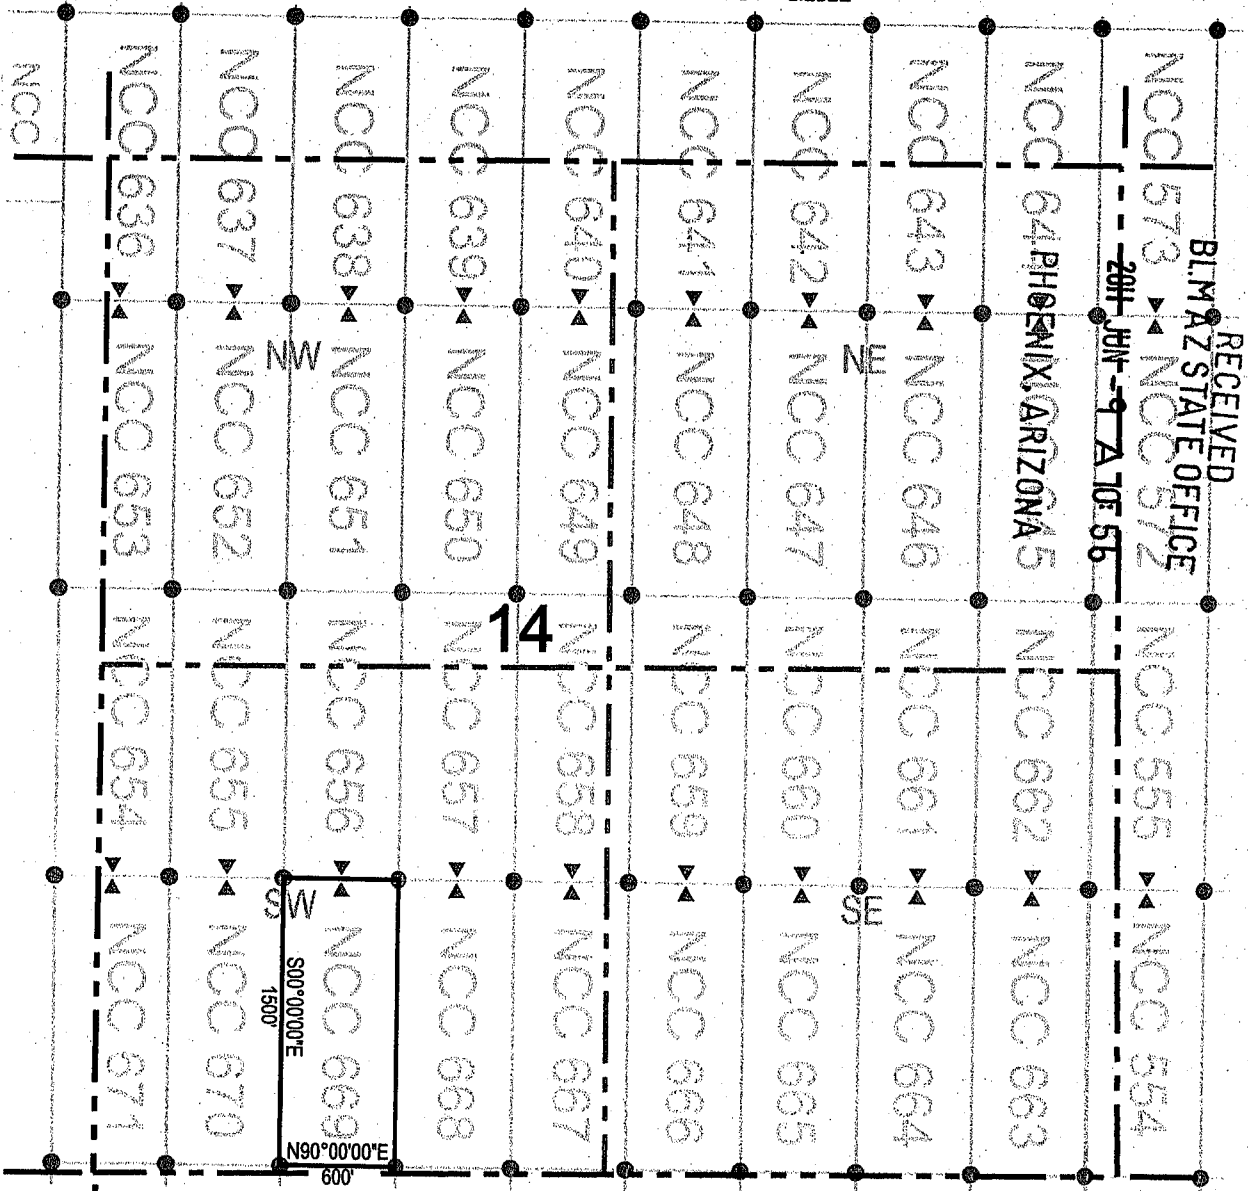 NCC
NCC 636
NCC 637
NCC 638
NCC 639
NCC 640
NCC 641
NCC 642
NCC 643
NCC 573
RECEIVED
BLM AZ STATE OFFICE
2011 JUN -9 A 10:56
PHOENIX, ARIZONA
NW
NE
NCC 653
NCC 652
NCC 651
NCC 650
NCC 649
NCC 648
NCC 647
NCC 646
NCC 645
NCC 572
14
NCC 654
NCC 655
NCC 656
NCC 657
NCC 658
NCC 659
NCC 660
NCC 661
NCC 662
NCC 555
SW
SE
NCC 671
NCC 670
NCC 669
NCC 668
NCC 667
NCC 666
NCC 665
NCC 664
NCC 663
NCC 554
S00°00'00"E
1500'
N90°00'00"E
600'